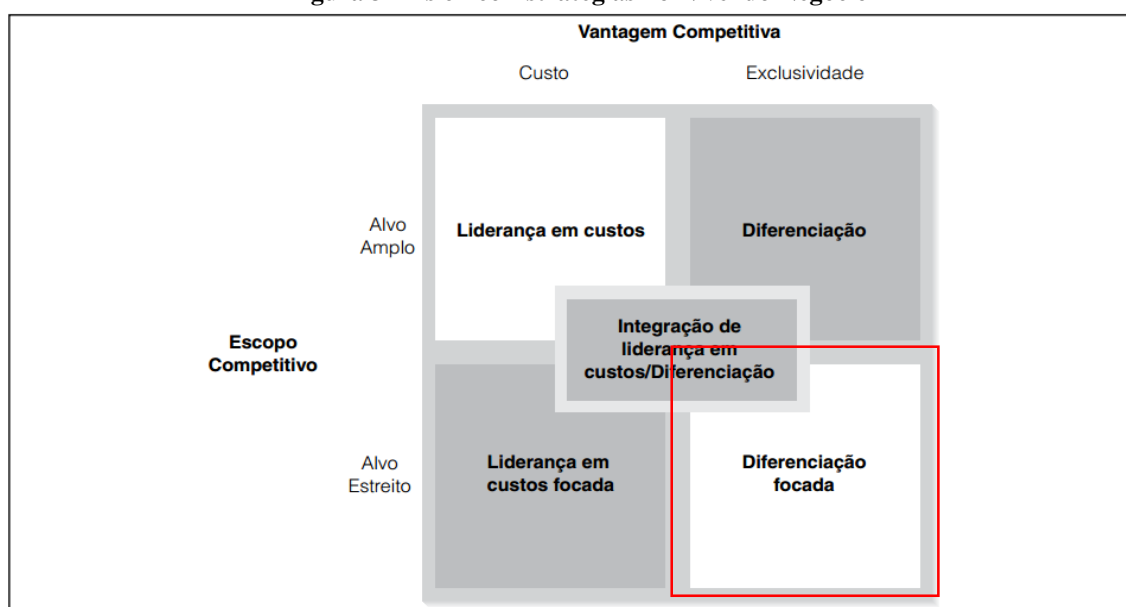 Vantagem Competitiva
Custo
Exclusividade
Alvo
Amplo
Liderança em custos
Diferenciação
Integração de
liderança em
custos/Diferenciação
Escopo
Competitivo
Alvo
Estreito
Liderança em
custos focada
Diferenciação
focada